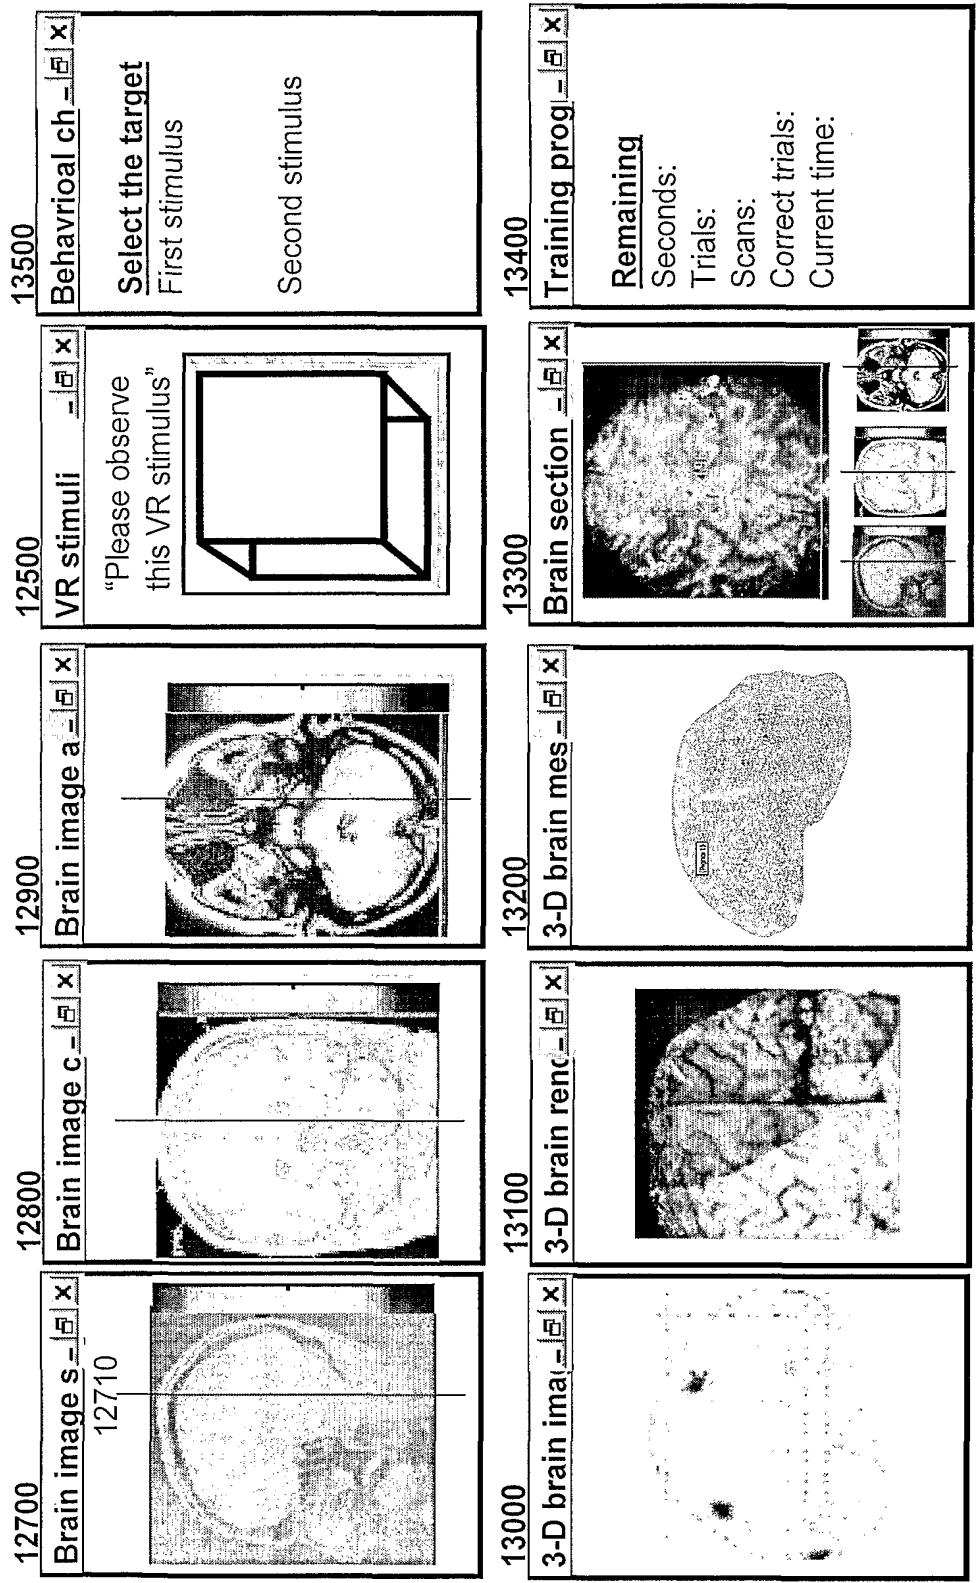 12700
Brain image s
12710
12800
Brain image c
12900
Brain image a
12500
VR stimuli
“Please observe
this VR stimulus”
13500
Behavrioal ch
Select the target
First stimulus
Second stimulus
13000
3-D brain ima
13100
3-D brain rend
13200
3-D brain mes
13300
Brain section
13400
Training prog
Remaining
Seconds:
Trials:
Scans:
Correct trials:
Current time: